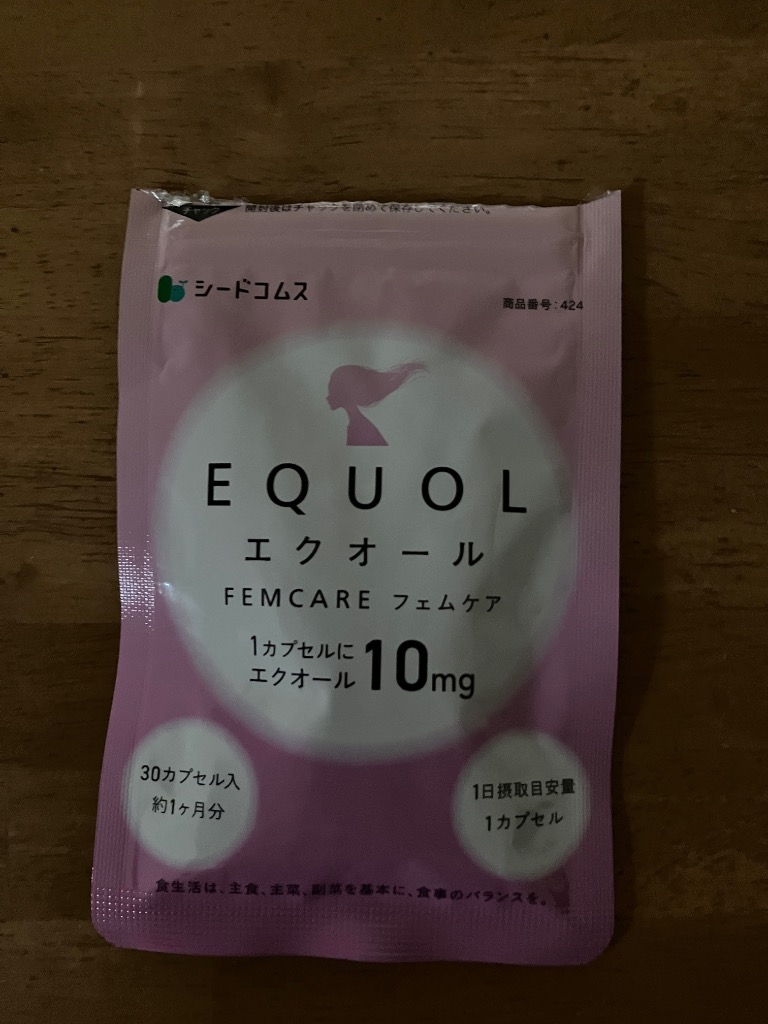 チャック
開封後はチャックを閉めて保存してください。
シードコムス
商品番号:424
EQUOL
エクオール
FEMCARE フェムケア
1カプセルに
エクオール 10mg
30カプセル入
約1ヶ月分
1日摂取目安量
1カプセル
食生活は、主食、主菜、副菜を基本に、食事のバランスを。